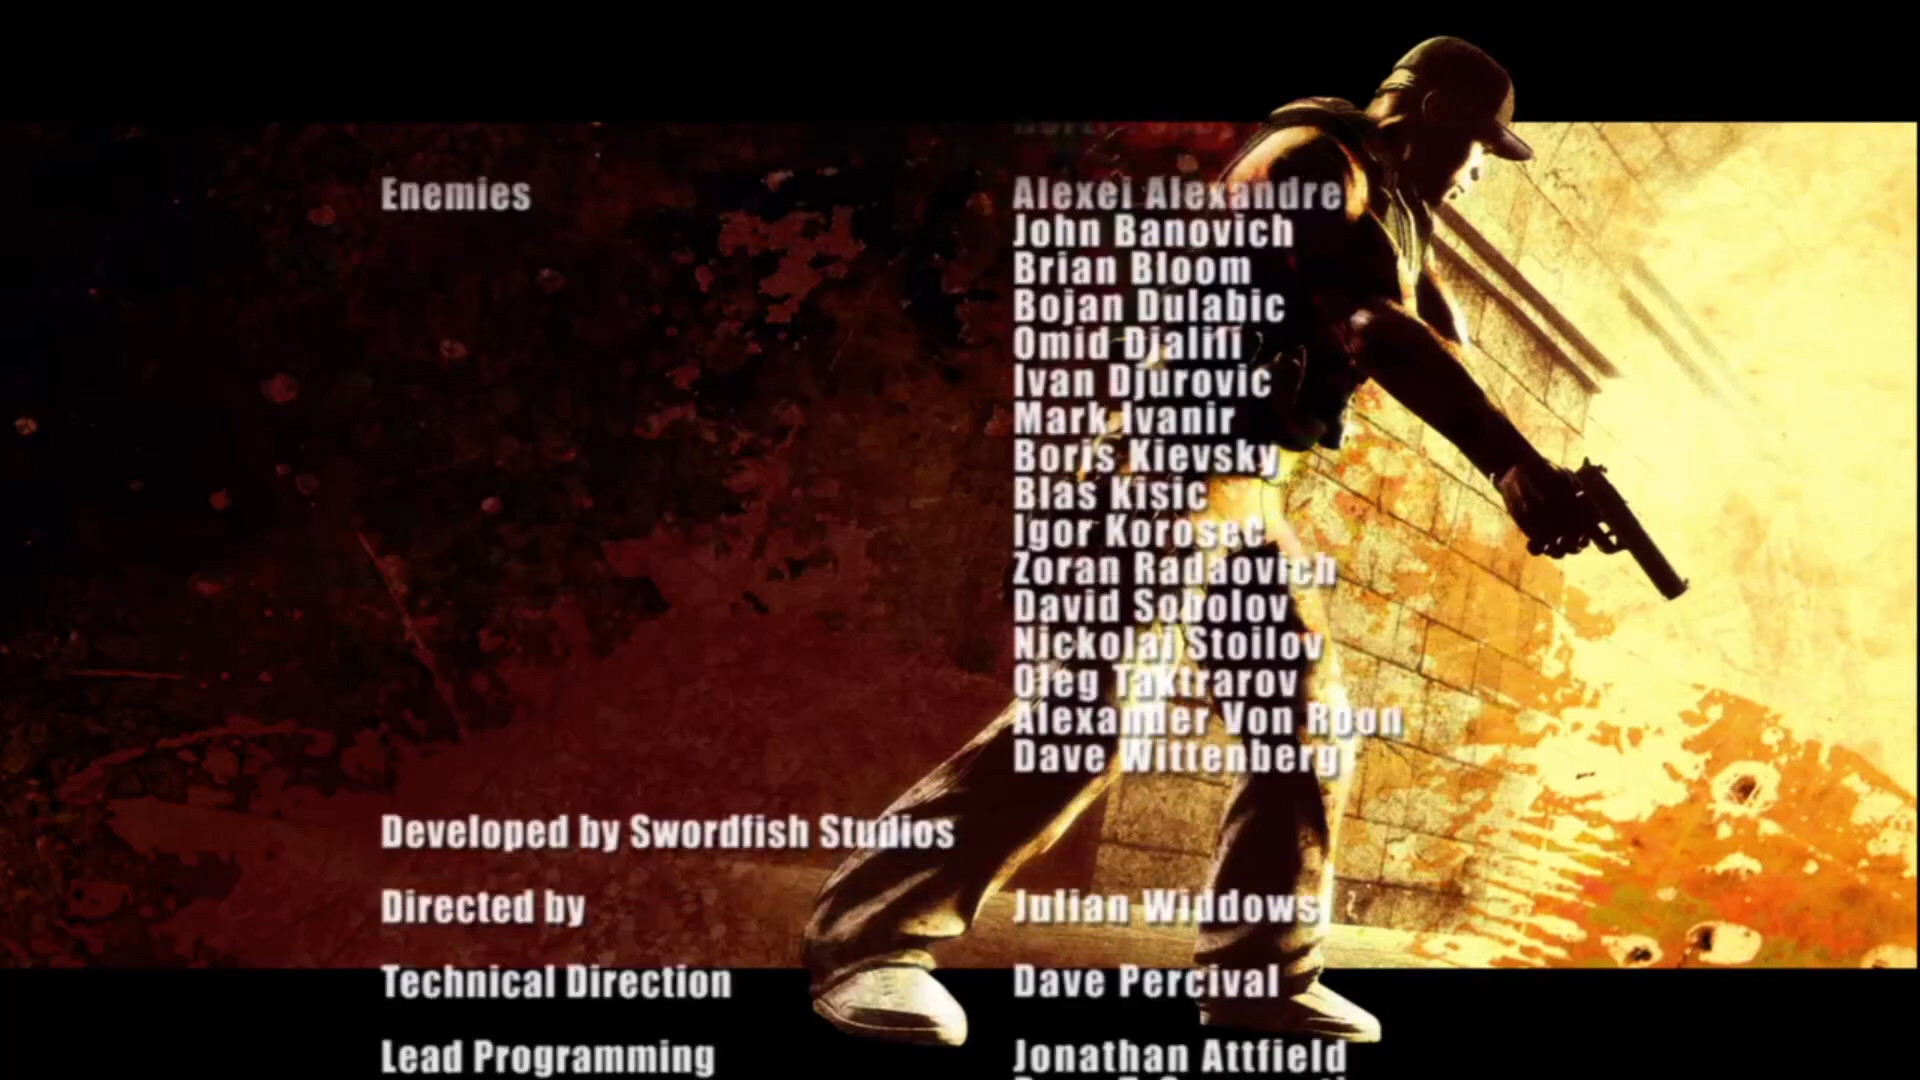 Enemies Alexei Alexandre
John Banovich
Brian Bloom
Bojan Dulabic
Omid Djalili
Ivan Djurovic
Mark Ivanir
Boris Kievsky
Blas Kisic
Igor Korosec
Zoran Radaovich
David Sobolov
Nickolai Stoilov
Oleg Taktrarov
Alexander Von Roon
Dave Wittenberg
Developed by Swordfish Studios
Directed by Julian Widdows
Technical Direction Dave Percival
Lead Programming Jonathan Attfield